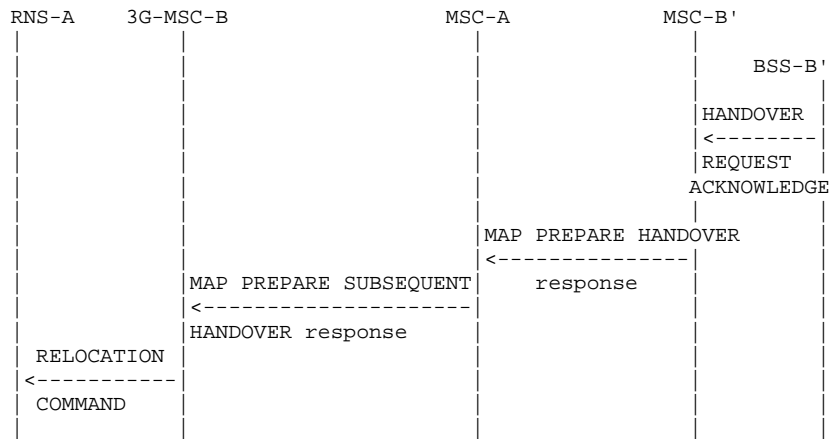 RNS-A 3G-MSC-B MSC-A MSC-B'
BSS-B'
HANDOVER
REQUEST
ACKNOWLEDGE
MAP PREPARE HANDOVER
response
MAP PREPARE SUBSEQUENT
HANDOVER response
RELOCATION
COMMAND